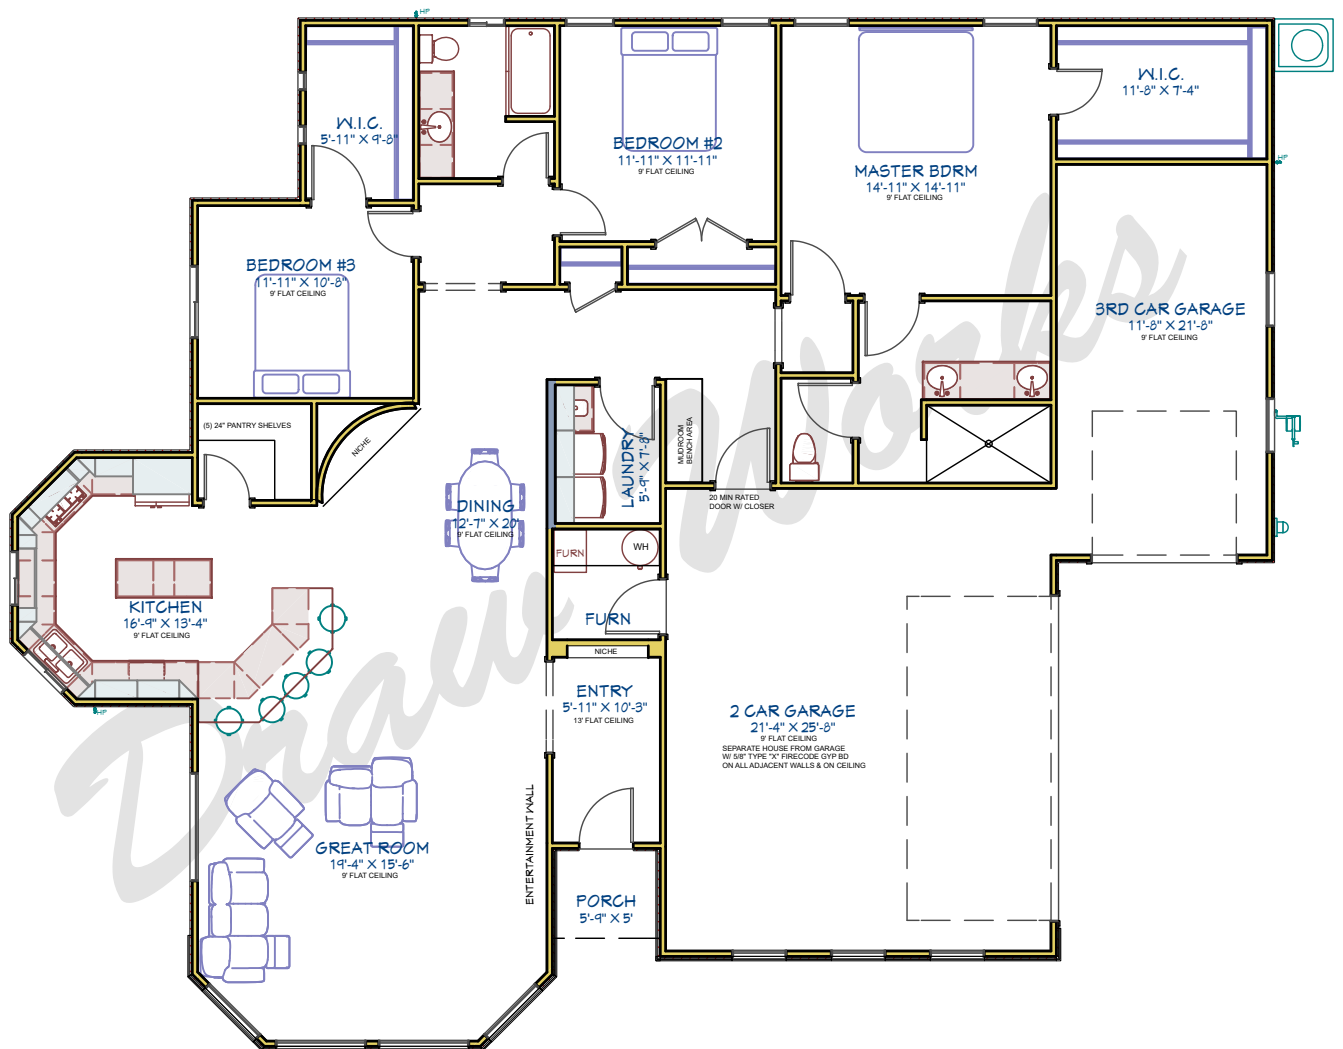 HP
W.I.C.
5'-11" X 9'-8"
BEDROOM #2
11'-11" X 11'-11"
9' FLAT CEILING
MASTER BDRM
14'-11" X 14'-11"
9' FLAT CEILING
W.I.C.
11'-8" X 7'-4"
HP
BEDROOM #3
11'-11" X 10'-8"
9' FLAT CEILING
3RD CAR GARAGE
11'-8" X 21'-8"
9' FLAT CEILING
(5) 24" PANTRY SHELVES
NICHE
LAUNDRY
5'-9" X 7'-8"
MUDROOM
BENCH AREA
20 MIN RATED
DOOR W/ CLOSER
DINING
12'-7" X 20'
9' FLAT CEILING
FURN
WH
FURN
KITCHEN
16'-9" X 13'-4"
9' FLAT CEILING
HP
NICHE
ENTRY
5'-11" X 10'-3"
13' FLAT CEILING
2 CAR GARAGE
21'-4" X 25'-8"
9' FLAT CEILING
SEPARATE HOUSE FROM GARAGE
W/ 5/8" TYPE "X" FIRECODE GYP BD
ON ALL ADJACENT WALLS & ON CEILING
ENTERTAINMENT WALL
GREAT ROOM
19'-4" X 15'-6"
9' FLAT CEILING
PORCH
5'-9" X 5'
Draw Works